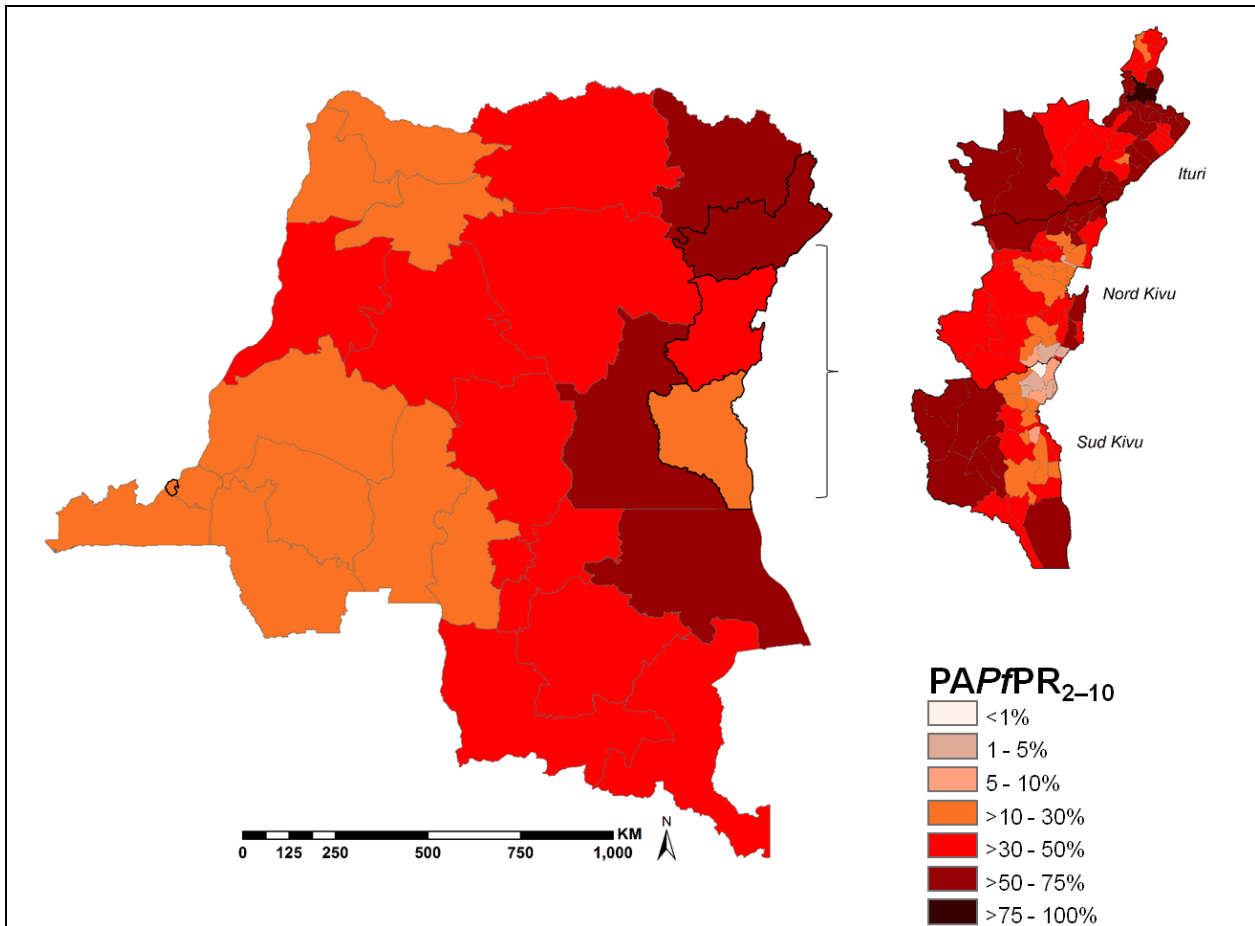 Ituri
Nord Kivu
Sud Kivu
PAPfPR2–10
<1%
1 - 5%
5 - 10%
>10 - 30%
>30 - 50%
>50 - 75%
>75 - 100%
KM
N
0 125 250 500 750 1,000